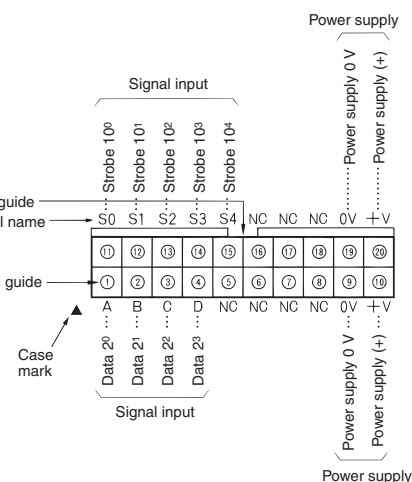 Power supply
Signal input
Strobe 10⁰
Strobe 10¹
Strobe 10²
Strobe 10³
Strobe 10⁴
Power supply 0 V
Power supply (+)
guide
l name
S0 S1 S2 S3 S4 NC NC NC 0V +V
⑪ ⑫ ⑬ ⑭ ⑮ ⑯ ⑰ ⑱ ⑲ ⑳
guide
① ② ③ ④ ⑤ ⑥ ⑦ ⑧ ⑨ ⑩
A B C D NC NC NC NC 0V +V
Case
mark
Data 2⁰
Data 2¹
Data 2²
Data 2³
Power supply 0 V
Power supply (+)
Signal input
Power supply